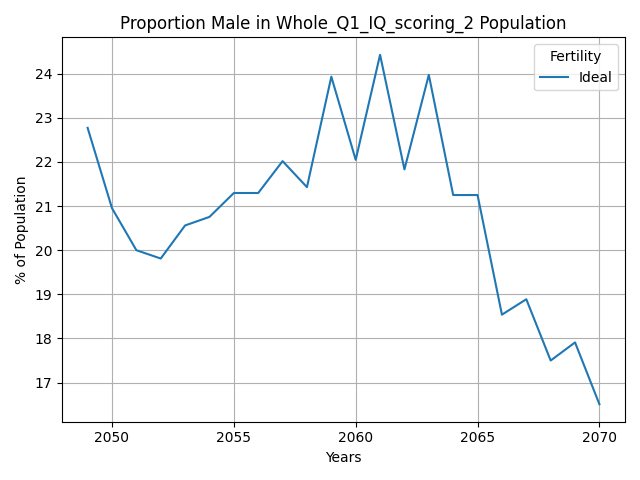 Proportion Male in Whole_Q1_IQ_scoring_2 Population
Fertility
Ideal
24
23
22
21
20
19
18
17
% of Population
2050 2055 2060 2065 2070
Years